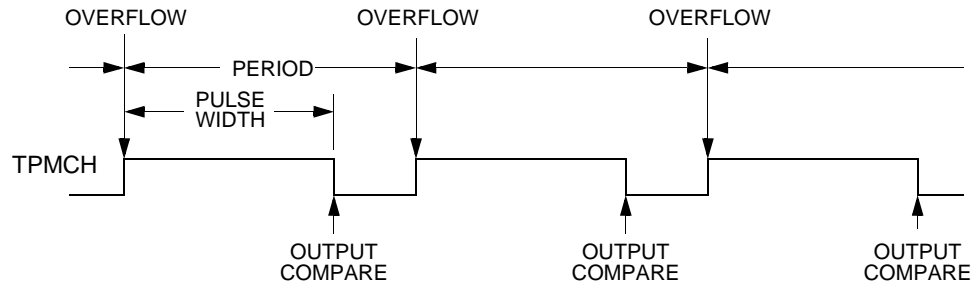 OVERFLOW
OVERFLOW
OVERFLOW
PERIOD
PULSE
WIDTH
TPMCH
OUTPUT
COMPARE
OUTPUT
COMPARE
OUTPUT
COMPARE